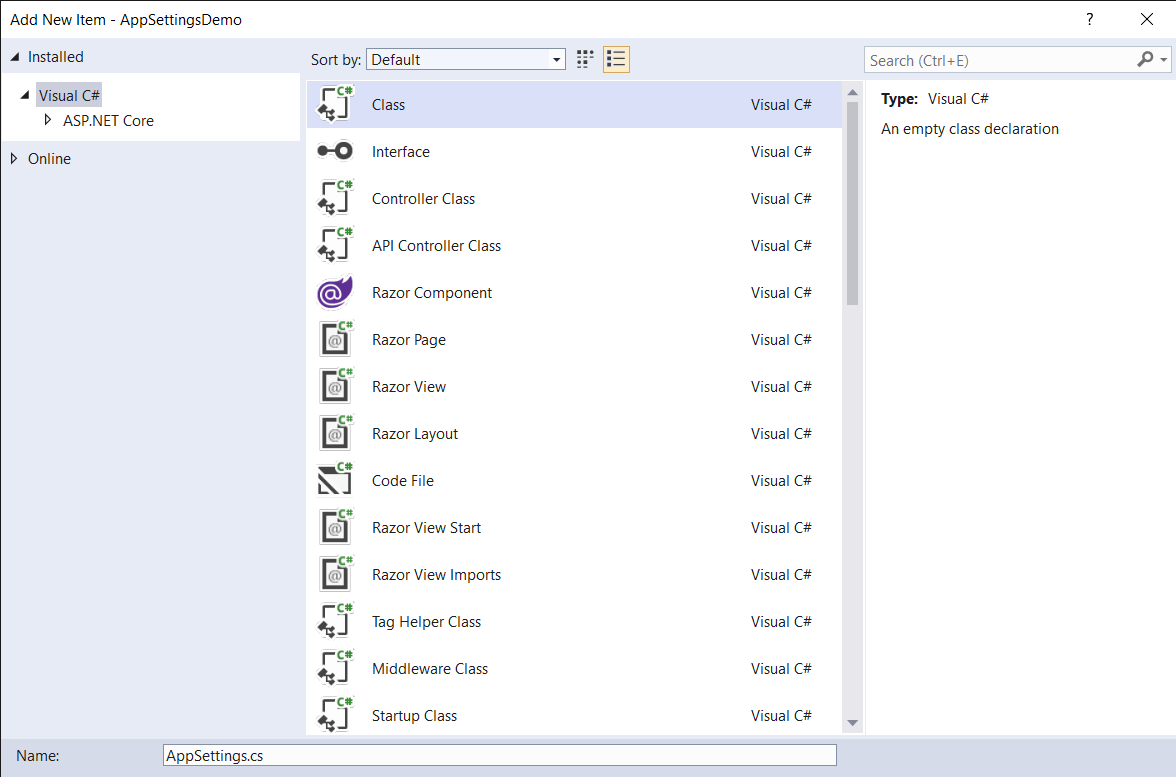 Add New Item - AppSettingsDemo ?
Installed
Visual C#
ASP.NET Core
Online
Sort by: Default
Search (Ctrl+E)
C# Class Visual C#
Interface Visual C#
C# Controller Class Visual C#
C# API Controller Class Visual C#
@ Razor Component Visual C#
C# @ Razor Page Visual C#
C# @ Razor View Visual C#
C# @ Razor Layout Visual C#
C# Code File Visual C#
C# @ Razor View Start Visual C#
C# @ Razor View Imports Visual C#
C# Tag Helper Class Visual C#
C# Middleware Class Visual C#
C# Startup Class Visual C#
Type: Visual C#
An empty class declaration
Name: AppSettings.cs